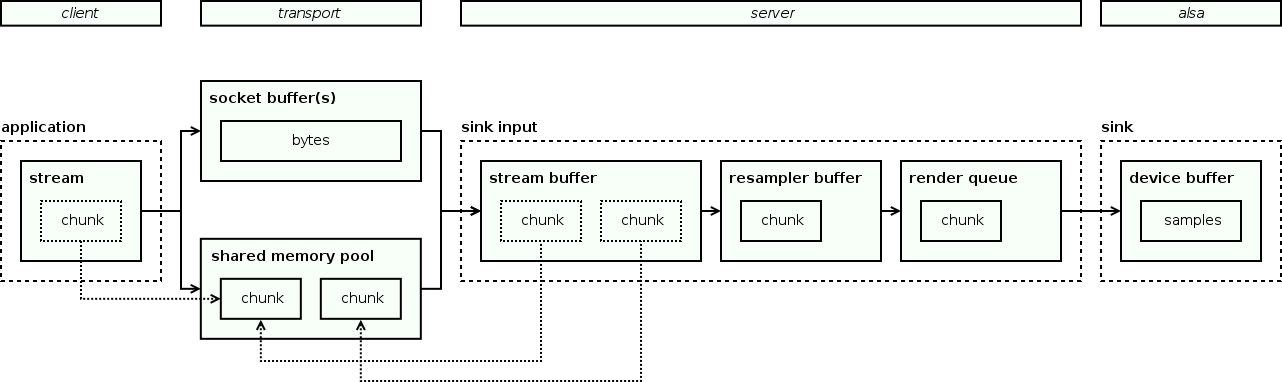 client
transport
server
alsa
application
stream
chunk
socket buffer(s)
bytes
shared memory pool
chunk
chunk
sink input
stream buffer
chunk
chunk
resampler buffer
chunk
render queue
chunk
sink
device buffer
samples